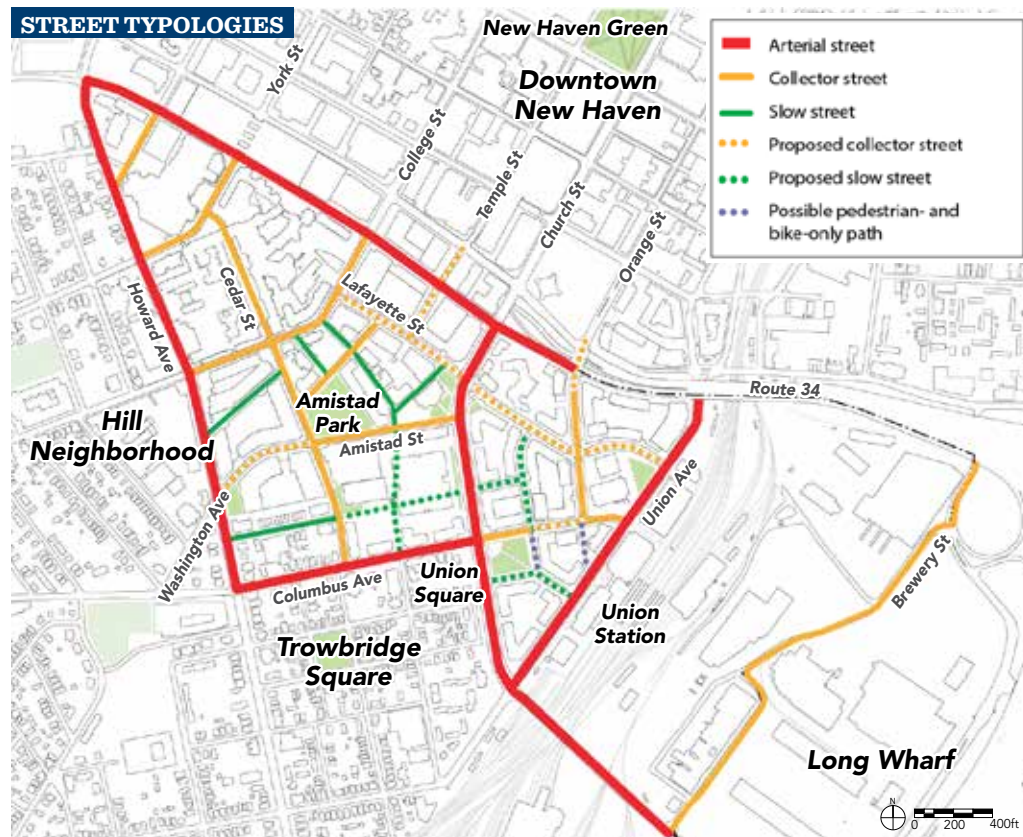 STREET TYPOLOGIES
New Haven Green
Downtown
New Haven
York St
College St
Temple St
Church St
Orange St
Arterial street
Collector street
Slow street
Proposed collector street
Proposed slow street
Possible pedestrian- and
bike-only path
Howard Ave
Cedar St
Lafayette St
Route 34
Hill
Neighborhood
Amistad
Park
Amistad St
Union Ave
Washington Ave
Columbus Ave
Union
Square
Union
Station
Brewery St
Trowbridge
Square
Long Wharf
N
0 200 400ft